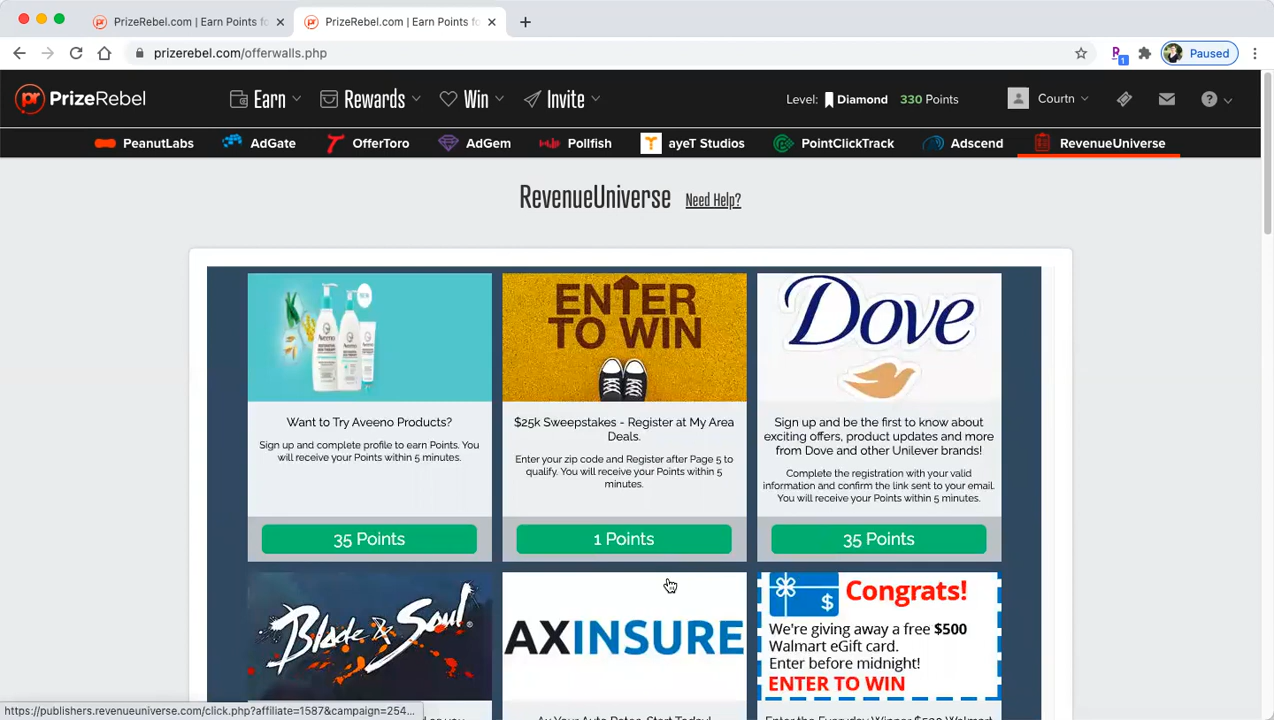 PrizeRebel.com | Earn Points fo
PrizeRebel.com | Earn Points fo
prizerebel.com/offerwalls.php
R
1
Paused
pr PrizeRebel
Earn
Rewards
Win
Invite
Level: Diamond 330 Points
Courtn
?
PeanutLabs
AdGate
OfferToro
AdGem
Pollfish
ayeT Studios
PointClickTrack
Adscend
RevenueUniverse
RevenueUniverse Need Help?
Want to Try Aveeno Products?
Sign up and complete profile to earn Points. You
will receive your Points within 5 minutes.
35 Points
ENTER
TO WIN
$25k Sweepstakes - Register at My Area
Deals.
Enter your zip code and Register after Page 5 to
qualify. You will receive your Points within 5
minutes.
1 Points
Dove
Sign up and be the first to know about
exciting offers, product updates and more
from Dove and other Unilever brands!
Complete the registration with your valid
information and confirm the link sent to your email.
You will receive your Points within 5 minutes.
35 Points
Blade & Soul
AXINSURE
$
Congrats!
We're giving away a free $500
Walmart eGift card.
Enter before midnight!
ENTER TO WIN
https://publishers.revenueuniverse.com/click.php?affiliate=1587&campaign=254...